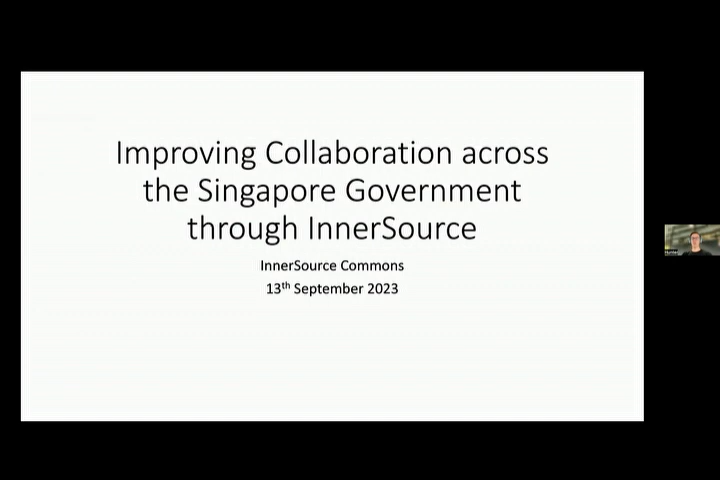 Improving Collaboration across
the Singapore Government
through InnerSource
InnerSource Commons
13th September 2023